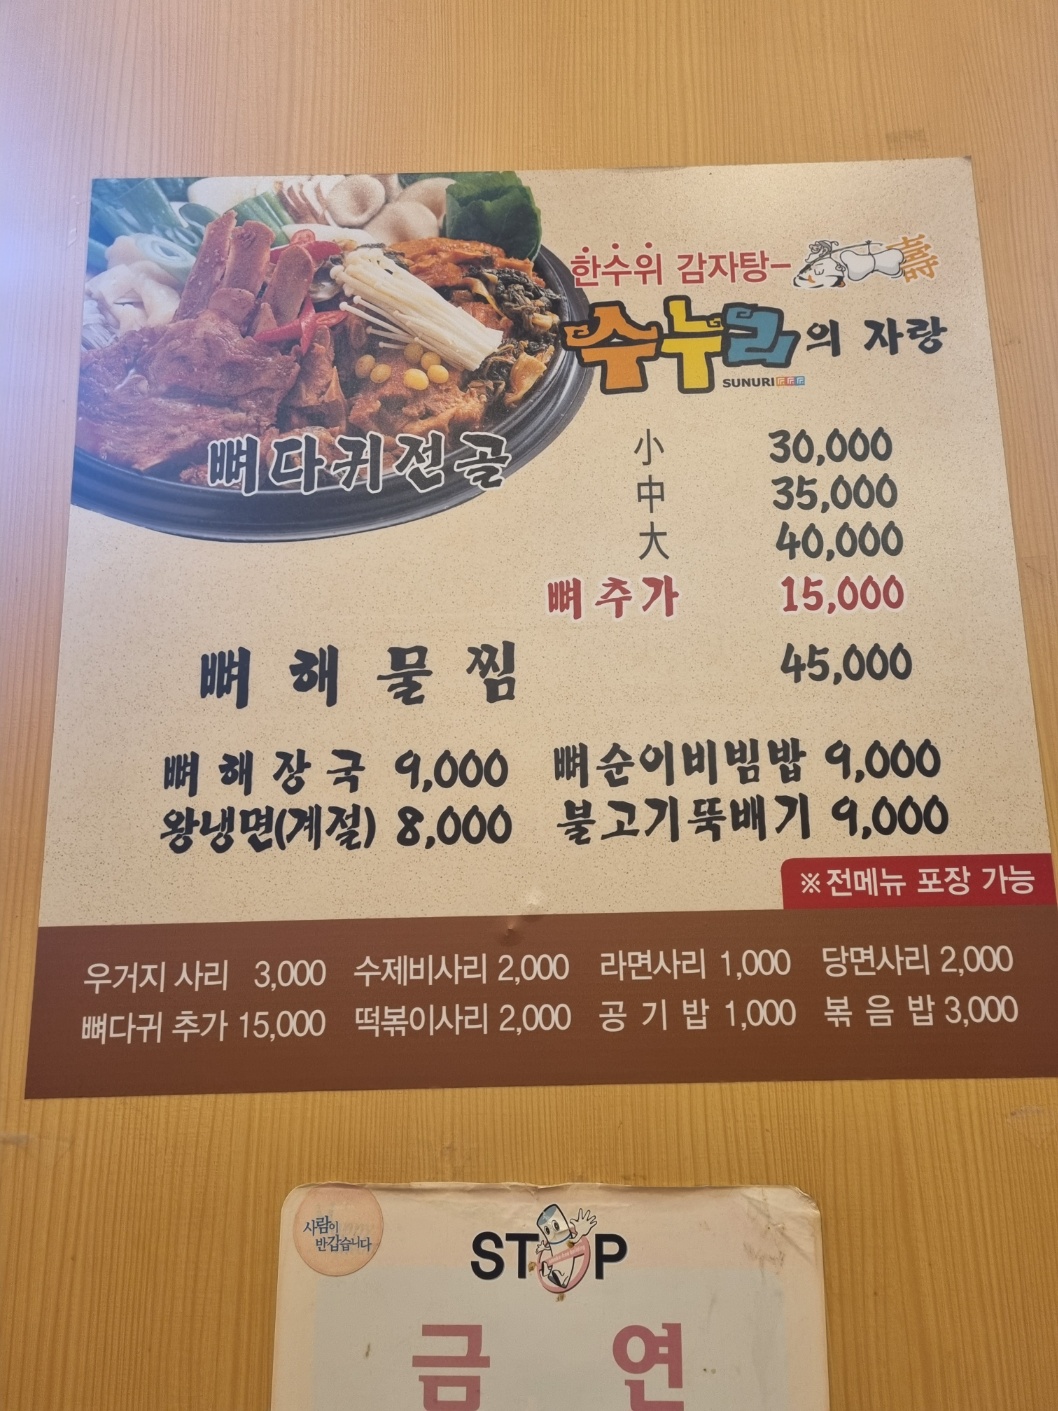 한수위 감자탕-
壽
수누리의 자랑
SUNURI
뼈다귀전골
小 30,000
中 35,000
大 40,000
뼈추가 15,000
뼈해물찜 45,000
뼈해장국 9,000 뼈순이비빔밥 9,000
왕냉면(계절) 8,000 불고기뚝배기 9,000
※전메뉴 포장 가능
우거지 사리 3,000 수제비사리 2,000 라면사리 1,000 당면사리 2,000
뼈다귀 추가 15,000 떡볶이사리 2,000 공기밥 1,000 볶음밥 3,000
사람이
반갑습니다
STOP
금연